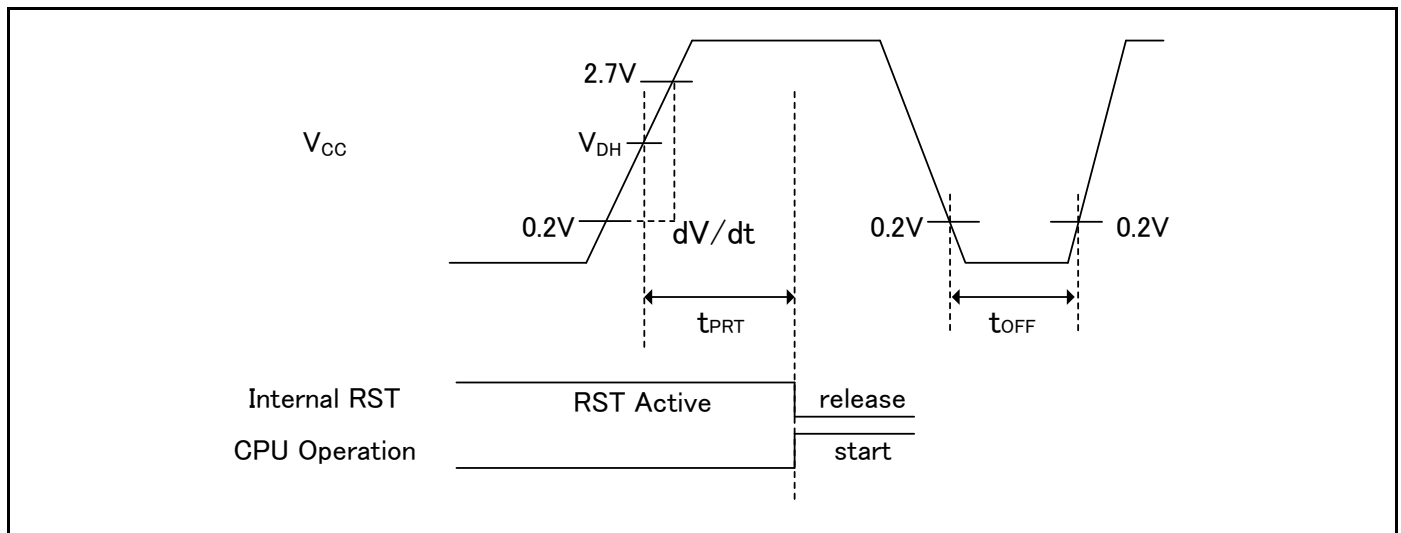 2.7V
VCC
VDH
0.2V
dV/dt
0.2V
0.2V
tPRT
tOFF
Internal RST
RST Active
release
CPU Operation
start